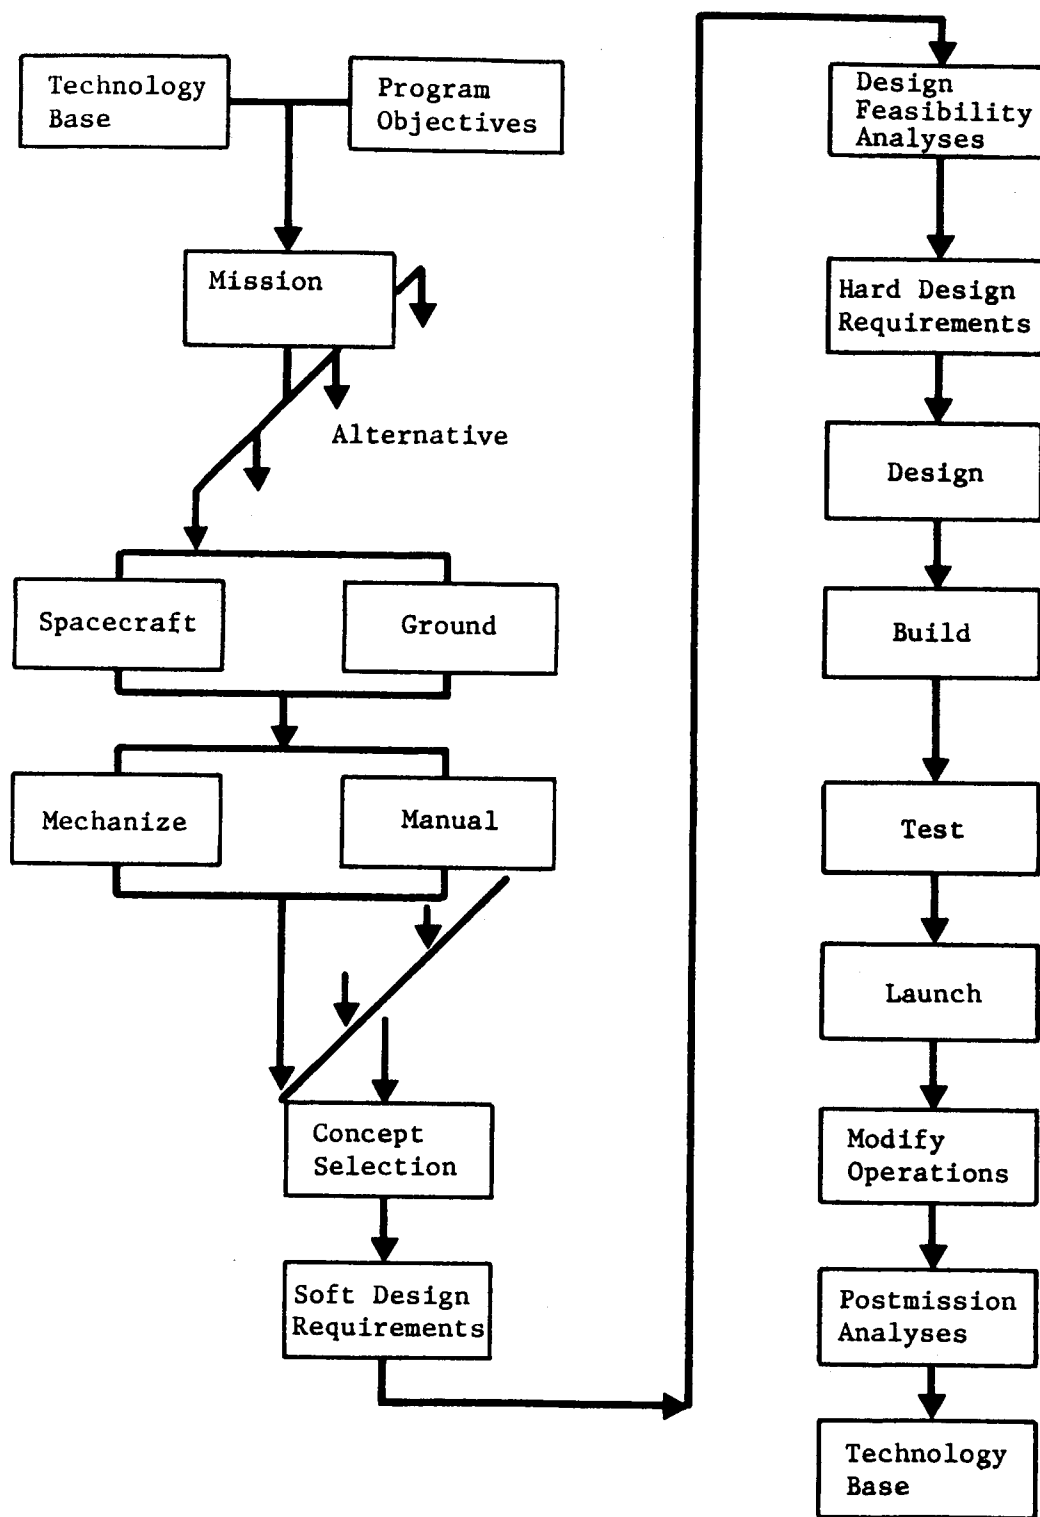 Technology
Base
Program
Objectives
Mission
Alternative
Spacecraft
Ground
Mechanize
Manual
Concept
Selection
Soft Design
Requirements
Design
Feasibility
Analyses
Hard Design
Requirements
Design
Build
Test
Launch
Modify
Operations
Postmission
Analyses
Technology
Base